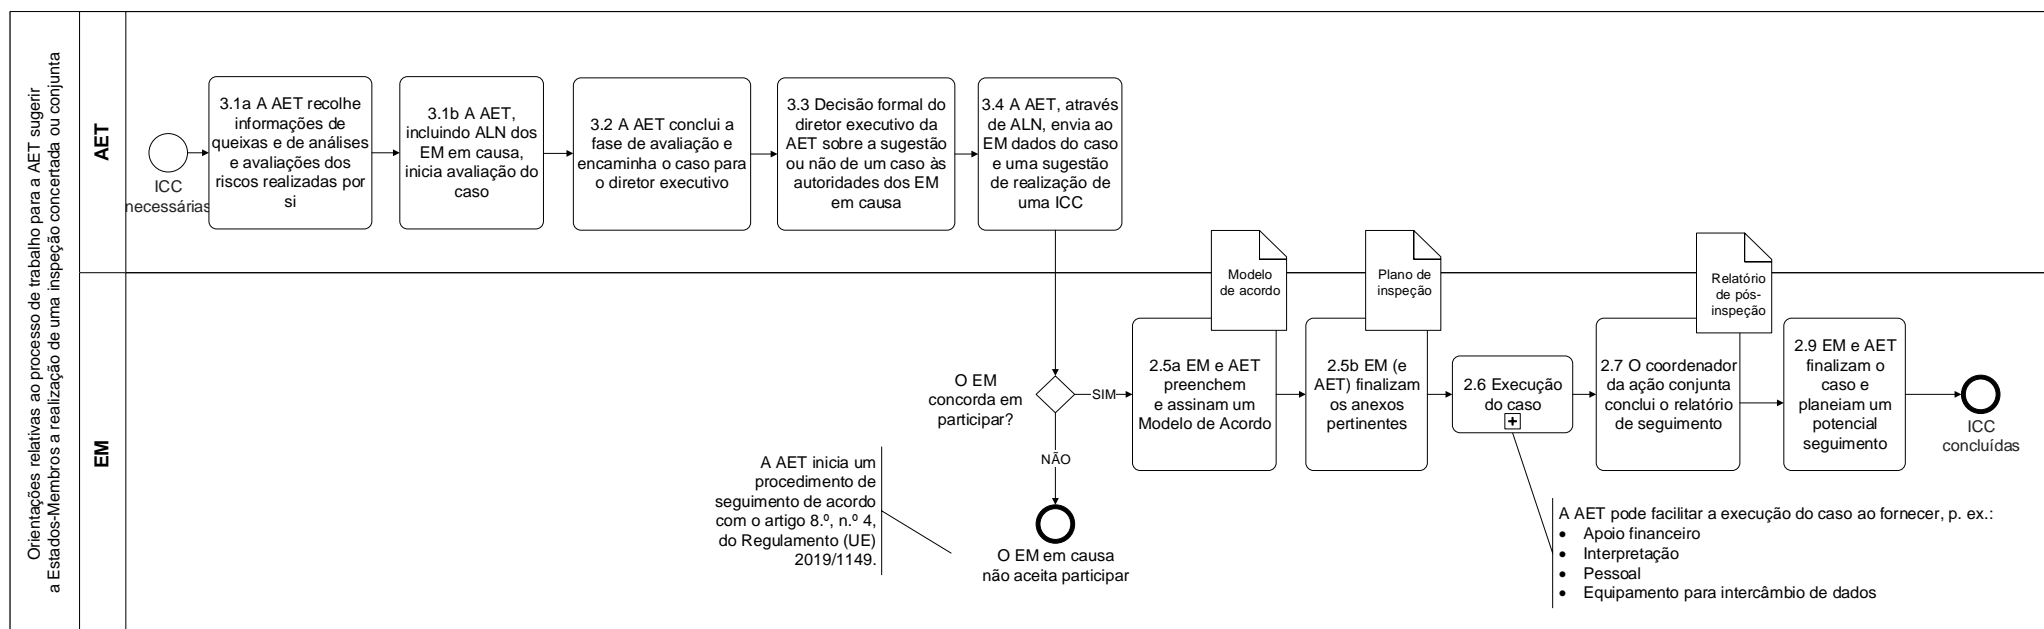 Orientações relativas ao processo de trabalho para a AET sugerir
a Estados-Membros a realização de uma inspeção concertada ou conjunta
AET
ICC
necessárias
3.1a A AET recolhe
informações de
queixas e de análises
e avaliações dos
riscos realizadas por
si
3.1b A AET,
incluindo ALN dos
EM em causa,
inicia avaliação do
caso
3.2 A AET conclui a
fase de avaliação e
encaminha o caso para
o diretor executivo
3.3 Decisão formal do
diretor executivo da
AET sobre a sugestão
ou não de um caso às
autoridades dos EM
em causa
3.4 A AET, através
de ALN, envia ao
EM dados do caso
e uma sugestão
de realização de
uma ICC
EM
O EM
concorda em
participar?
SIM
NÃO
A AET inicia um
procedimento de
seguimento de acordo
com o artigo 8.º, n.º 4,
do Regulamento (UE)
2019/1149.
O EM em causa
não aceita participar
Modelo
de acordo
2.5a EM e AET
preenchem
e assinam um
Modelo de Acordo
Plano de
inspeção
2.5b EM (e
AET) finalizam
os anexos
pertinentes
2.6 Execução
do caso
A AET pode facilitar a execução do caso ao fornecer, p. ex.:
• Apoio financeiro
• Interpretação
• Pessoal
• Equipamento para intercâmbio de dados
Relatório
de pós-
inspeção
2.7 O coordenador
da ação conjunta
conclui o relatório
de seguimento
2.9 EM e AET
finalizam o
caso e
planeiam um
potencial
seguimento
ICC
concluídas